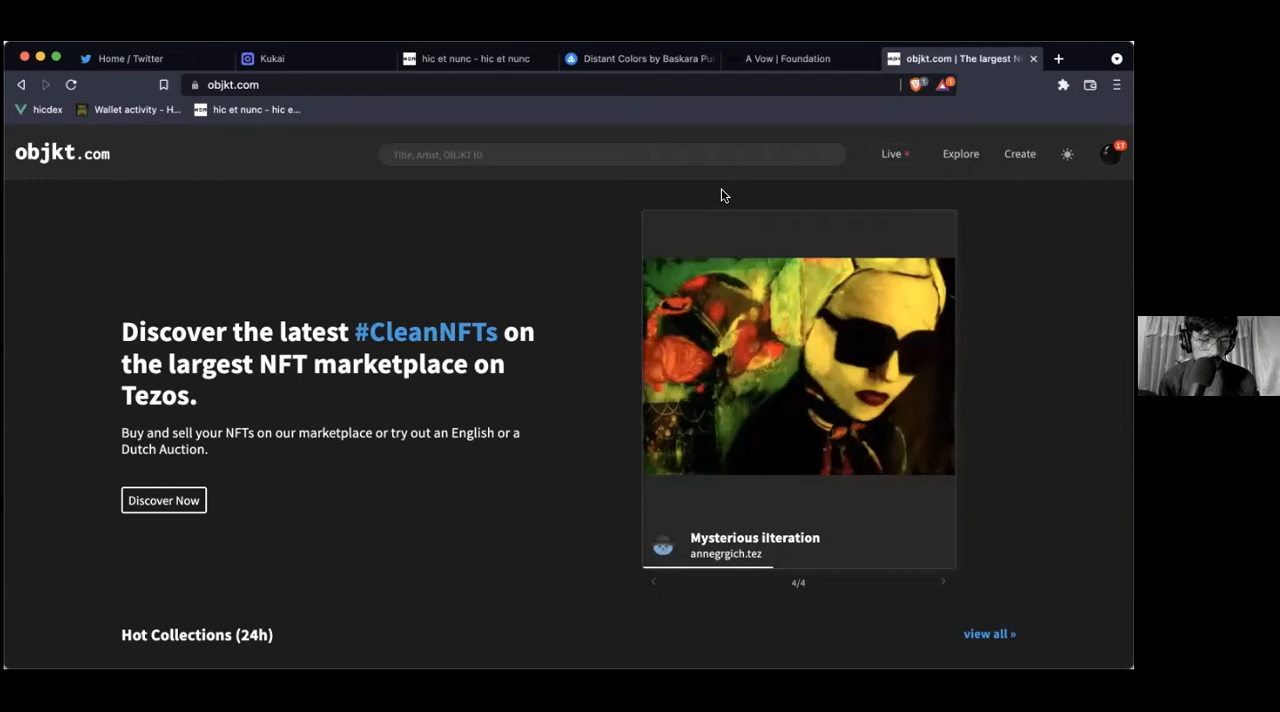 Home / Twitter
Kukai
hic et nunc - hic et nunc
Distant Colors by Baskara Pu
A Vow | Foundation
objkt.com | The largest N
objkt.com
1
1
hicdex
Wallet activity - H...
hic et nunc - hic e...
objkt.com
Title, Artist, OBJKT ID
Live
Explore
Create
17
Discover the latest #CleanNFTs on
the largest NFT marketplace on
Tezos.
Buy and sell your NFTs on our marketplace or try out an English or a
Dutch Auction.
Discover Now
Mysterious iIteration
annegrgich.tez
4/4
Hot Collections (24h)
view all »